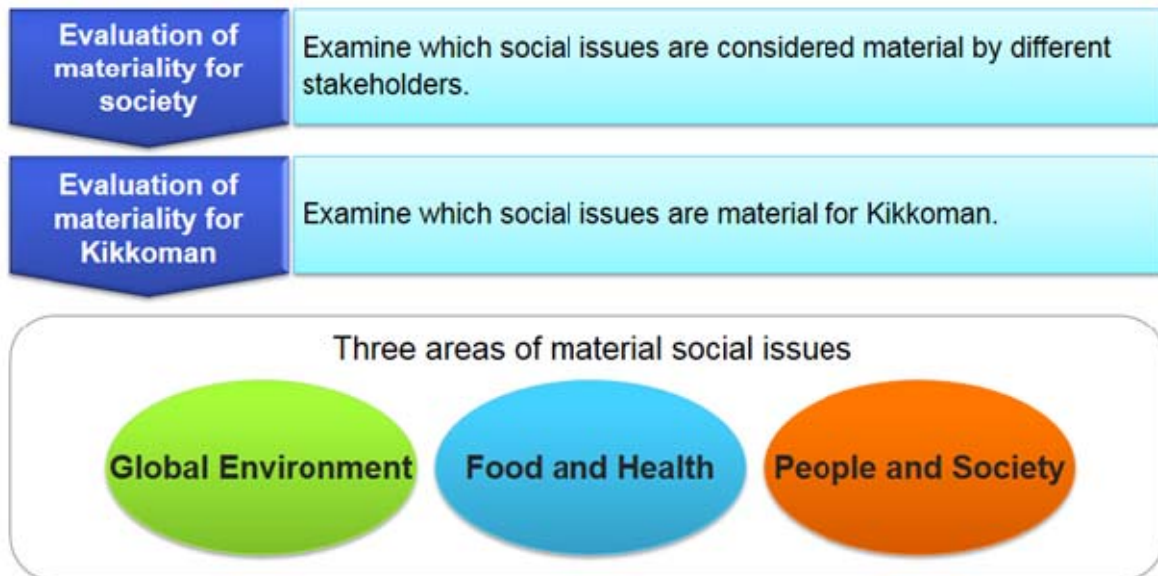 Evaluation of
materiality for
society
Examine which social issues are considered material by different
stakeholders.
Evaluation of
materiality for
Kikkoman
Examine which social issues are material for Kikkoman.
Three areas of material social issues
Global Environment
Food and Health
People and Society